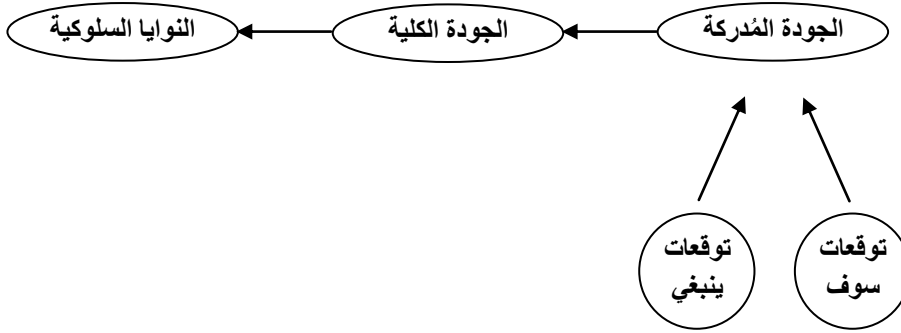 الجودة المُدركة
الجودة الكلية
النوايا السلوكية
توقعات
سوف
توقعات
ينبغي